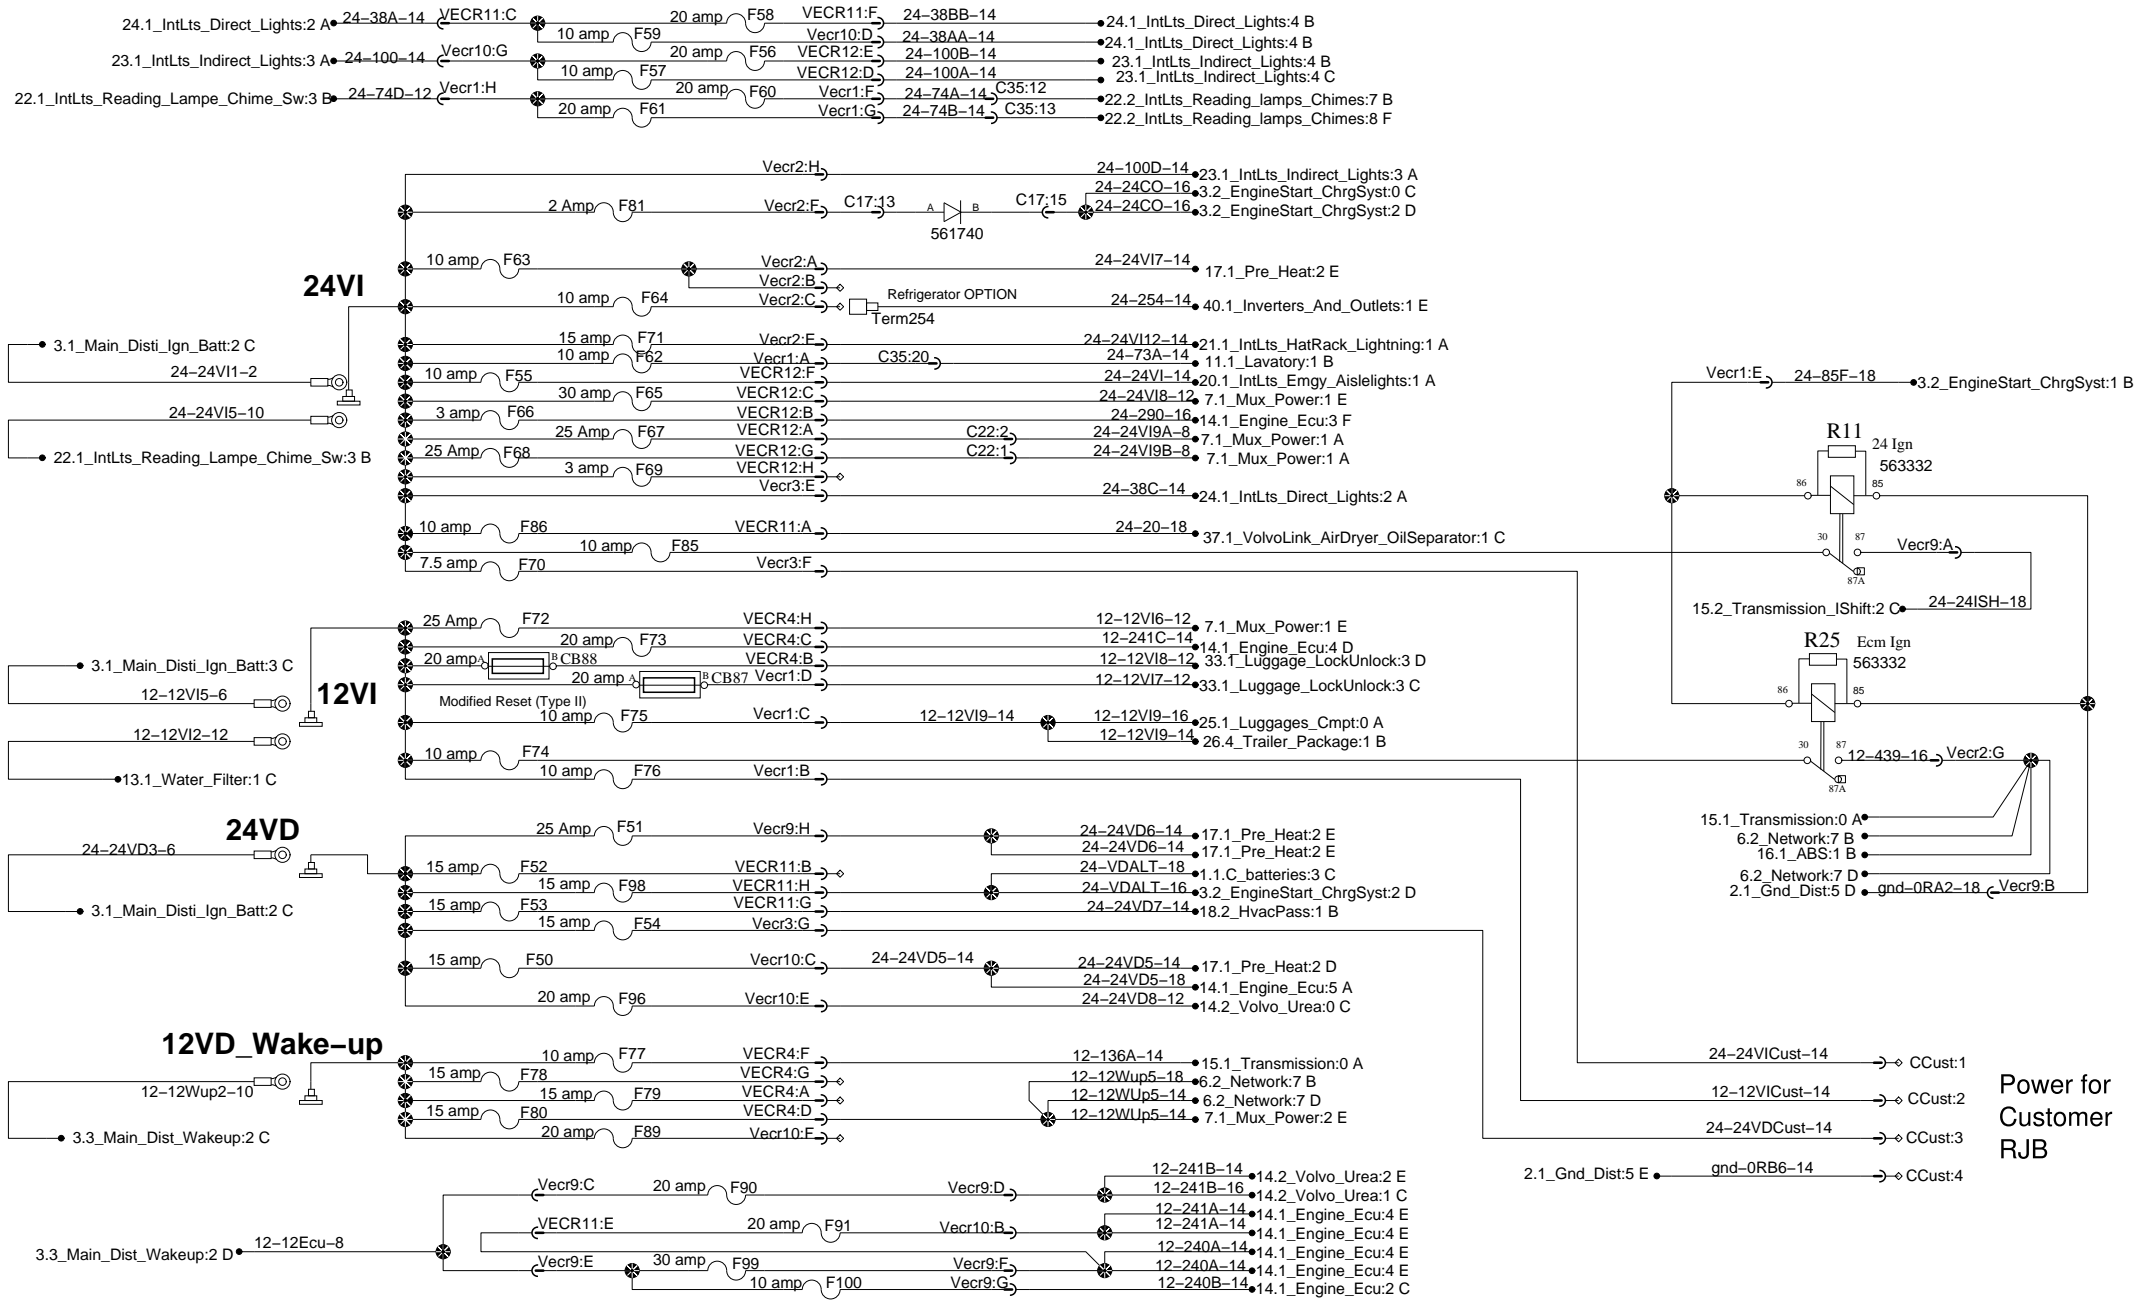 24.1_IntLts_Direct_Lights:2 A 24–38A–14 VECR11:C 20 amp F58 VECR11:F 24–38BB–14 24.1_IntLts_Direct_Lights:4 B
10 amp F59 Vecr10:D 24–38AA–14 24.1_IntLts_Direct_Lights:4 B
23.1_IntLts_Indirect_Lights:3 A 24–100–14 Vecr10:G 20 amp F56 VECR12:E 24–100B–14 23.1_IntLts_Indirect_Lights:4 B
10 amp F57 VECR12:D 24–100A–14 23.1_IntLts_Indirect_Lights:4 C
22.1_IntLts_Reading_Lampe_Chime_Sw:3 B 24–74D–12 Vecr1:H 20 amp F60 Vecr1:F 24–74A–14 C35:12 22.2_IntLts_Reading_lamps_Chimes:7 B
20 amp F61 Vecr1:G 24–74B–14 C35:13 22.2_IntLts_Reading_lamps_Chimes:8 F
Vecr2:H 24–100D–14 23.1_IntLts_Indirect_Lights:3 A
24–24CO–16 3.2_EngineStart_ChrgSyst:0 C
2 Amp F81 Vecr2:F C17:13 A B C17:15 24–24CO–16 3.2_EngineStart_ChrgSyst:2 D
561740
10 amp F63 Vecr2:A 24–24VI7–14 17.1_Pre_Heat:2 E
Vecr2:B
24VI
10 amp F64 Vecr2:C Refrigerator OPTION 24–254–14 40.1_Inverters_And_Outlets:1 E
Term254
3.1_Main_Disti_Ign_Batt:2 C 15 amp F71 Vecr2:E 24–24VI12–14 21.1_IntLts_HatRack_Lightning:1 A
10 amp F62 Vecr1:A C35:20 24–73A–14 11.1_Lavatory:1 B
24–24VI1–2 10 amp F55 VECR12:F 24–24VI–14 20.1_IntLts_Emgy_Aislelights:1 A
Vecr1:E 24–85F–18 3.2_EngineStart_ChrgSyst:1 B
30 amp F65 VECR12:C 24–24VI8–12 7.1_Mux_Power:1 E
24–24VI5–10 3 amp F66 VECR12:B 24–290–16 14.1_Engine_Ecu:3 F
25 Amp F67 VECR12:A C22:2 24–24VI9A–8 7.1_Mux_Power:1 A
R11 24 Ign
563332
22.1_IntLts_Reading_Lampe_Chime_Sw:3 B 25 Amp F68 VECR12:G C22:1 24–24VI9B–8 7.1_Mux_Power:1 A
3 amp F69 VECR12:H
86 85
Vecr3:E 24–38C–14 24.1_IntLts_Direct_Lights:2 A
10 amp F86 VECR11:A 24–20–18 37.1_VolvoLink_AirDryer_OilSeparator:1 C
10 amp F85 30 87 Vecr9:A
7.5 amp F70 Vecr3:F
87A
15.2_Transmission_IShift:2 C 24–24ISH–18
25 Amp F72 VECR4:H 12–12VI6–12 7.1_Mux_Power:1 E
20 amp F73 VECR4:C 12–241C–14 14.1_Engine_Ecu:4 D
R25 Ecm Ign
563332
3.1_Main_Disti_Ign_Batt:3 C 20 amp A B CB88 VECR4:B 12–12VI8–12 33.1_Luggage_LockUnlock:3 D
20 amp A B CB87 Vecr1:D 12–12VI7–12 33.1_Luggage_LockUnlock:3 C
12–12VI5–6 12VI
Modified Reset (Type II)
86 85
10 amp F75 Vecr1:C 12–12VI9–14 12–12VI9–16 25.1_Luggages_Cmpt:0 A
12–12VI2–12 12–12VI9–14 26.4_Trailer_Package:1 B
10 amp F74 30 87 12–439–16 Vecr2:G
13.1_Water_Filter:1 C 10 amp F76 Vecr1:B
87A
24VD
15.1_Transmission:0 A
25 Amp F51 Vecr9:H 24–24VD6–14 17.1_Pre_Heat:2 E
6.2_Network:7 B
24–24VD3–6 24–24VD6–14 17.1_Pre_Heat:2 E
16.1_ABS:1 B
15 amp F52 VECR11:B 24–VDALT–18 1.1.C_batteries:3 C
6.2_Network:7 D
15 amp F98 VECR11:H 24–VDALT–16 3.2_EngineStart_ChrgSyst:2 D
2.1_Gnd_Dist:5 D gnd–0RA2–18 Vecr9:B
3.1_Main_Disti_Ign_Batt:2 C 15 amp F53 VECR11:G 24–24VD7–14 18.2_HvacPass:1 B
15 amp F54 Vecr3:G
15 amp F50 Vecr10:C 24–24VD5–14 24–24VD5–14 17.1_Pre_Heat:2 D
24–24VD5–18 14.1_Engine_Ecu:5 A
20 amp F96 Vecr10:E 24–24VD8–12 14.2_Volvo_Urea:0 C
12VD_Wake–up
10 amp F77 VECR4:F 12–136A–14 15.1_Transmission:0 A
24–24VICust–14 CCust:1
12–12Wup2–10 15 amp F78 VECR4:G 12–12Wup5–18 6.2_Network:7 B
15 amp F79 VECR4:A 12–12WUp5–14 6.2_Network:7 D
12–12VICust–14 CCust:2
15 amp F80 VECR4:D 12–12WUp5–14 7.1_Mux_Power:2 E
3.3_Main_Dist_Wakeup:2 C 20 amp F89 Vecr10:F
24–24VDCust–14 CCust:3
Power for
Customer
RJB
2.1_Gnd_Dist:5 E gnd–0RB6–14 CCust:4
12–241B–14 14.2_Volvo_Urea:2 E
Vecr9:C 20 amp F90 Vecr9:D 12–241B–16 14.2_Volvo_Urea:1 C
12–241A–14 14.1_Engine_Ecu:4 E
VECR11:E 20 amp F91 Vecr10:B 12–241A–14 14.1_Engine_Ecu:4 E
3.3_Main_Dist_Wakeup:2 D 12–12Ecu–8 12–240A–14 14.1_Engine_Ecu:4 E
Vecr9:E 30 amp F99 Vecr9:F 12–240A–14 14.1_Engine_Ecu:4 E
10 amp F100 Vecr9:G 12–240B–14 14.1_Engine_Ecu:2 C